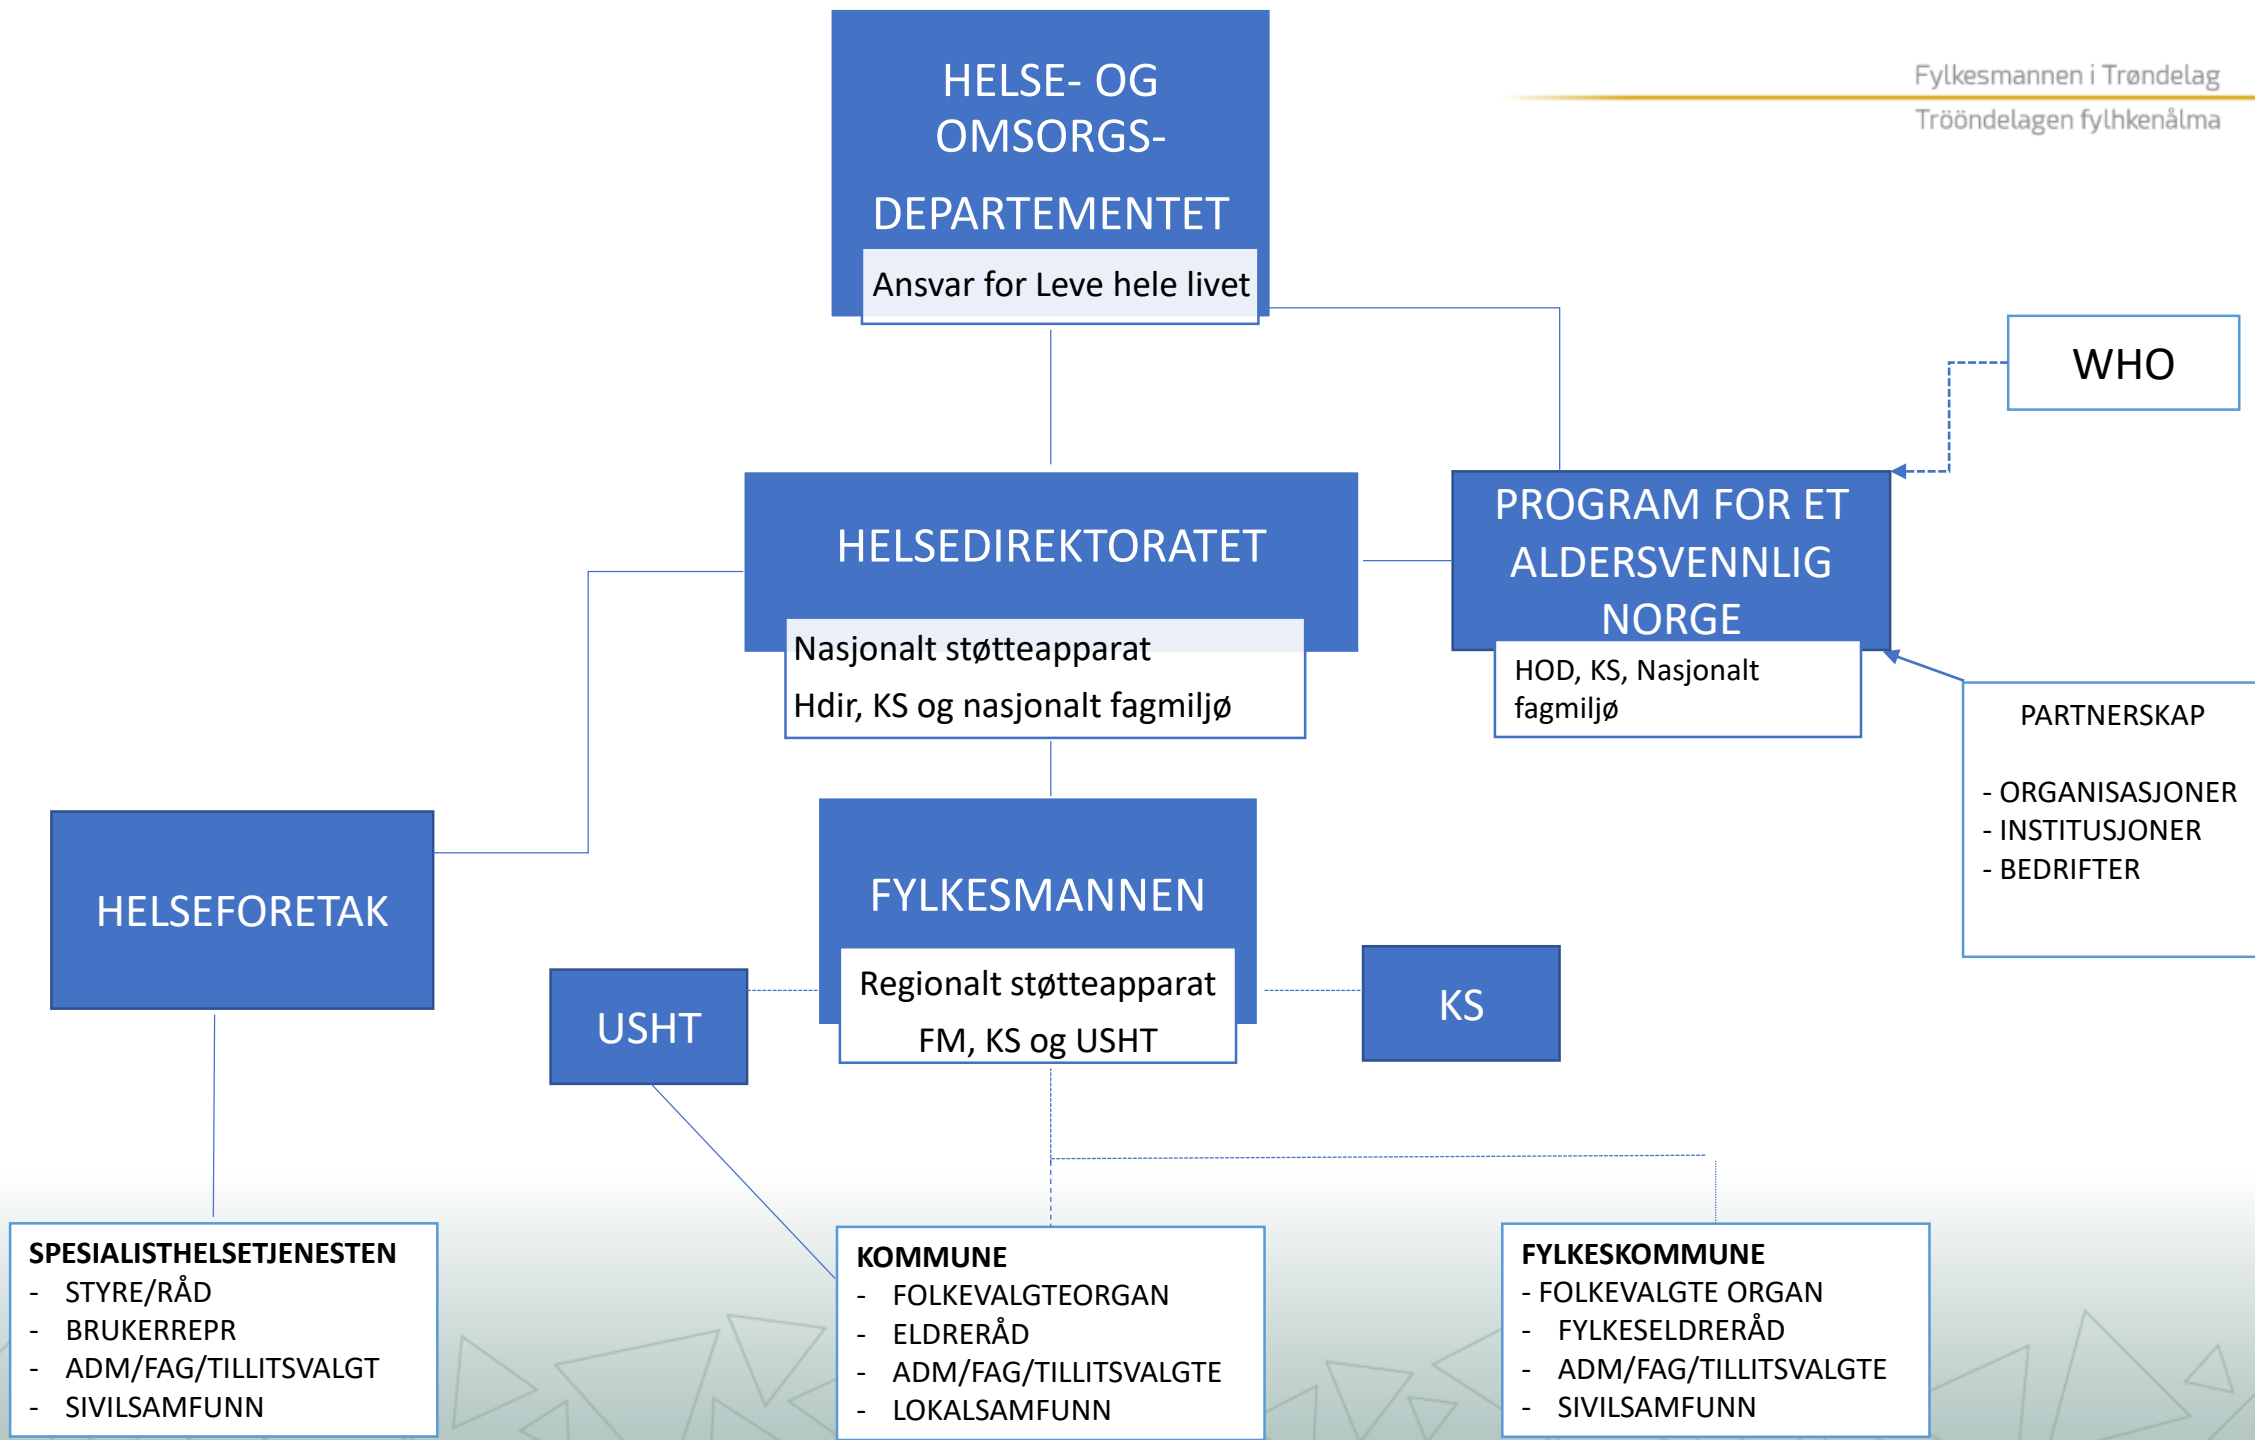 Fylkesmannen i Trøndelag
Trööndelagen fylhkenålma
HELSE- OG
OMSORGS-
DEPARTEMENTET
Ansvar for Leve hele livet
WHO
HELSEDIREKTORATET
Nasjonalt støtteapparat
Hdir, KS og nasjonalt fagmiljø
PROGRAM FOR ET
ALDERSVENNLIG
NORGE
HOD, KS, Nasjonalt
fagmiljø
PARTNERSKAP
- ORGANISASJONER
- INSTITUSJONER
- BEDRIFTER
HELSEFORETAK
FYLKESMANNEN
Regionalt støtteapparat
FM, KS og USHT
USHT
KS
SPESIALISTHELSETJENESTEN
- STYRE/RÅD
- BRUKERREPR
- ADM/FAG/TILLITSVALGT
- SIVILSAMFUNN
KOMMUNE
- FOLKEVALGTEORGAN
- ELDRERÅD
- ADM/FAG/TILLITSVALGTE
- LOKALSAMFUNN
FYLKESKOMMUNE
- FOLKEVALGTE ORGAN
- FYLKESELDRERÅD
- ADM/FAG/TILLITSVALGTE
- SIVILSAMFUNN